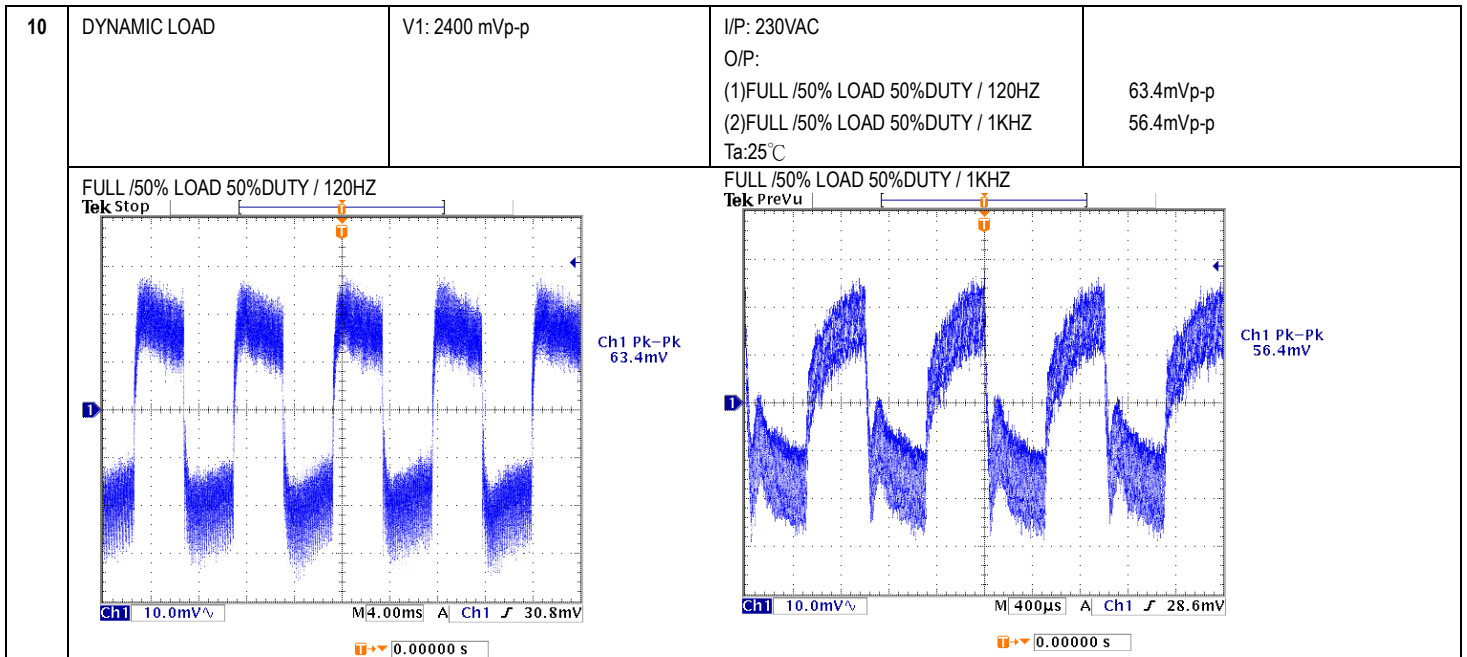 10 DYNAMIC LOAD V1: 2400 mVp-p I/P: 230VAC
O/P:
(1)FULL /50% LOAD 50%DUTY / 120HZ 63.4mVp-p
(2)FULL /50% LOAD 50%DUTY / 1KHZ 56.4mVp-p
Ta:25℃
FULL /50% LOAD 50%DUTY / 120HZ
Tek Stop
T
T
Ch1 Pk-Pk
63.4mV
1
Ch1 10.0mV∿ M 4.00ms A Ch1 ƒ 30.8mV
T→▼ 0.00000 s
FULL /50% LOAD 50%DUTY / 1KHZ
Tek PreVu
T
T
Ch1 Pk-Pk
56.4mV
1
Ch1 10.0mV∿ M 400µs A Ch1 ƒ 28.6mV
T→▼ 0.00000 s